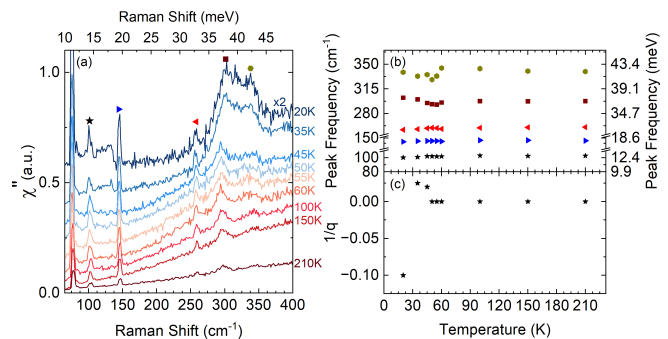 Raman Shift (meV)
10 15 20 25 30 35 40 45
(a)
1.0
0.5
0.0
χ'' (a.u.)
x2
20K
35K
45K
50K
55K
60K
100K
150K
210K
100 150 200 250 300 350 400
Raman Shift (cm-1)
(b)
350
315
280
150
100
80
Peak Frequency (cm-1)
43.4
39.1
34.7
18.6
12.4
9.9
Peak Frequency (meV)
(c)
0.00
−0.05
−0.10
1/q
0 30 60 90 120 150 180 210
Temperature (K)